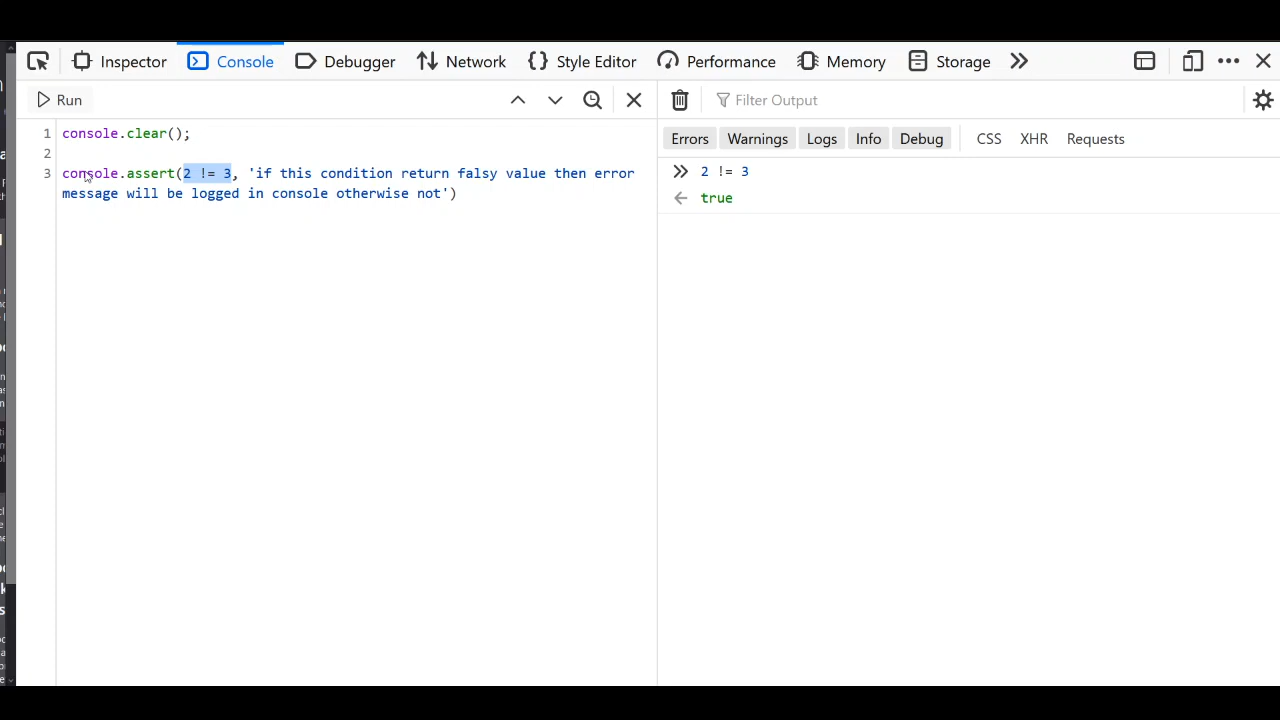 Inspector Console Debugger Network Style Editor Performance Memory Storage
Run
Filter Output
Errors Warnings Logs Info Debug CSS XHR Requests
1 console.clear();
2
3 console.assert(2 != 3, 'if this condition return falsy value then error
message will be logged in console otherwise not')
2 != 3
true